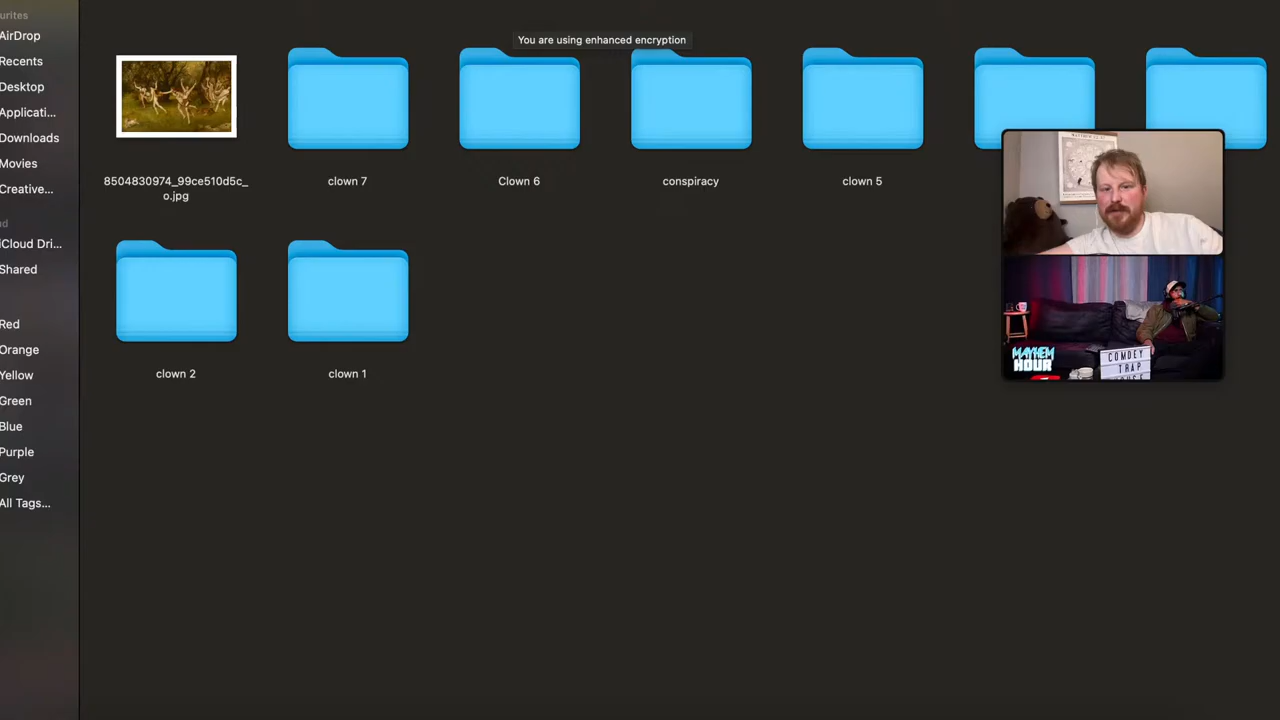 urites
You are using enhanced encryption
AirDrop
Recents
Desktop
Applicati...
Downloads
Movies
Creative...
d
iCloud Dri...
Shared
Red
Orange
Yellow
Green
Blue
Purple
Grey
All Tags...
8504830974_99ce510d5c_
o.jpg
clown 7
Clown 6
conspiracy
clown 5
clown 2
clown 1
MAYHEM
HOUR
COMDEY
TRAP